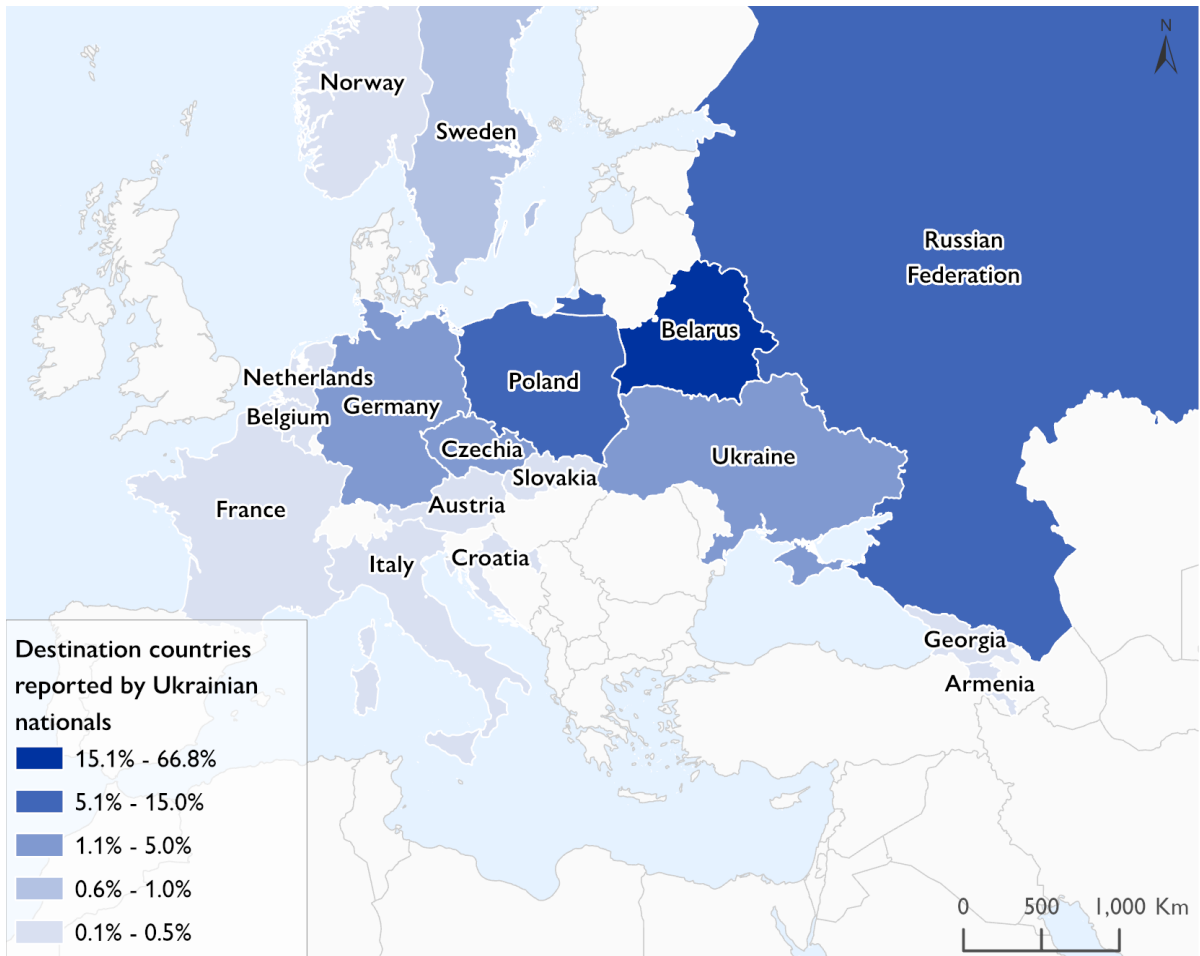 N
Norway
Sweden
Russian
Federation
Belarus
Netherlands
Poland
Germany
Belgium
Czechia
Ukraine
Slovakia
Austria
France
Croatia
Italy
Georgia
Armenia
Destination countries
reported by Ukrainian
nationals
15.1% - 66.8%
5.1% - 15.0%
1.1% - 5.0%
0.6% - 1.0%
0.1% - 0.5%
0 500 1,000 Km